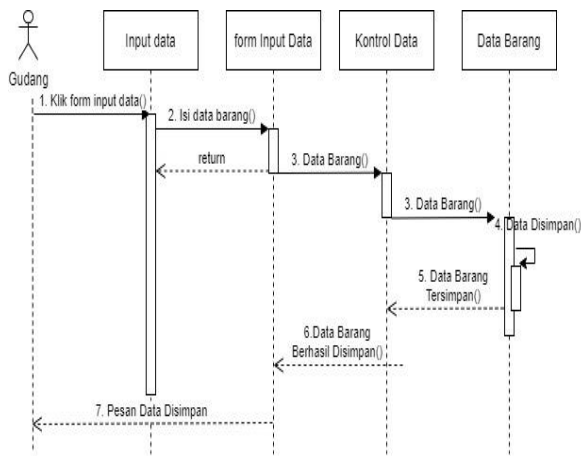 Input data
form Input Data
Kontrol Data
Data Barang
Gudang
1. Klik form input data()
2. Isi data barang()
return
3. Data Barang()
3. Data Barang()
4. Data Disimpan()
5. Data Barang
Tersimpan()
6.Data Barang
Berhasil Disimpan()
7. Pesan Data Disimpan